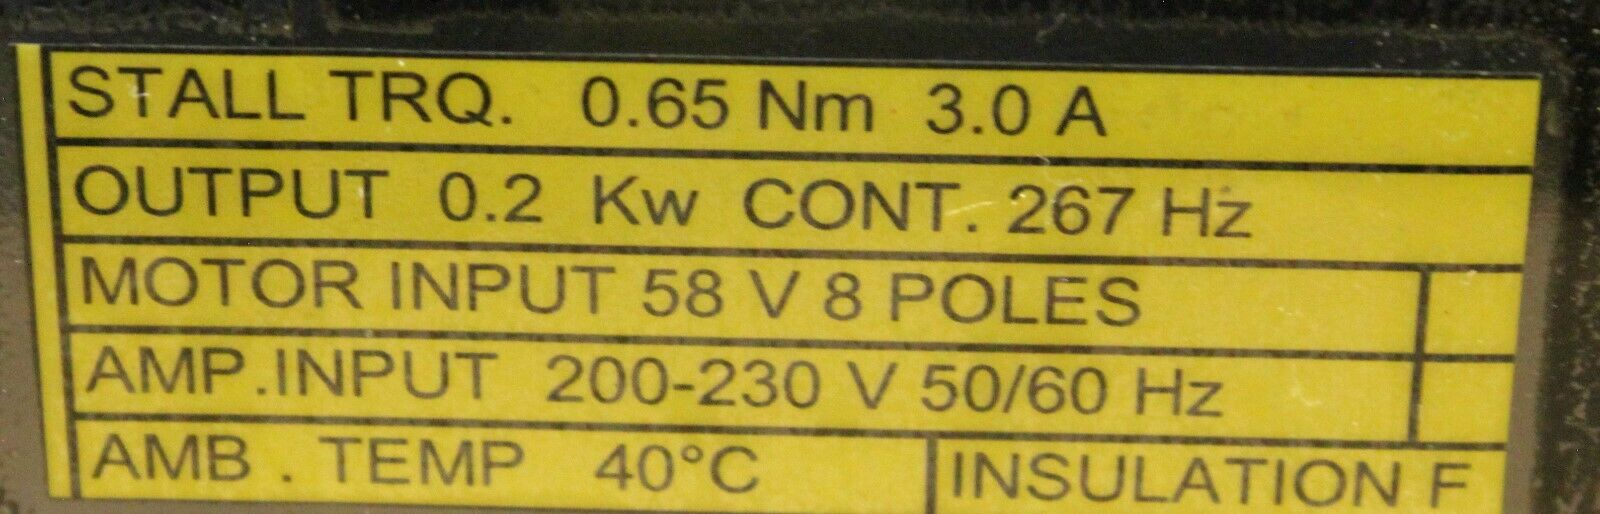 STALL TRQ. 0.65 Nm 3.0 A
OUTPUT 0.2 Kw CONT. 267 Hz
MOTOR INPUT 58 V 8 POLES
AMP.INPUT 200-230 V 50/60 Hz
AMB . TEMP 40°C INSULATION F